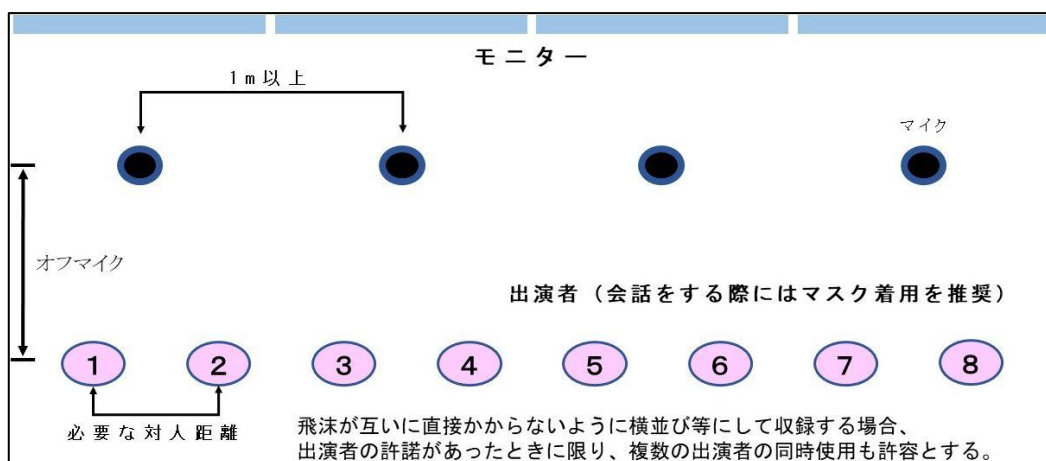 モニター
1m以上
マイク
オフマイク
出演者（会話をする際にはマスク着用を推奨）
1 2 3 4 5 6 7 8
必要な対人距離
飛沫が互いに直接かからないように横並び等にして収録する場合、
出演者の許諾があったときに限り、複数の出演者の同時使用も許容とする。